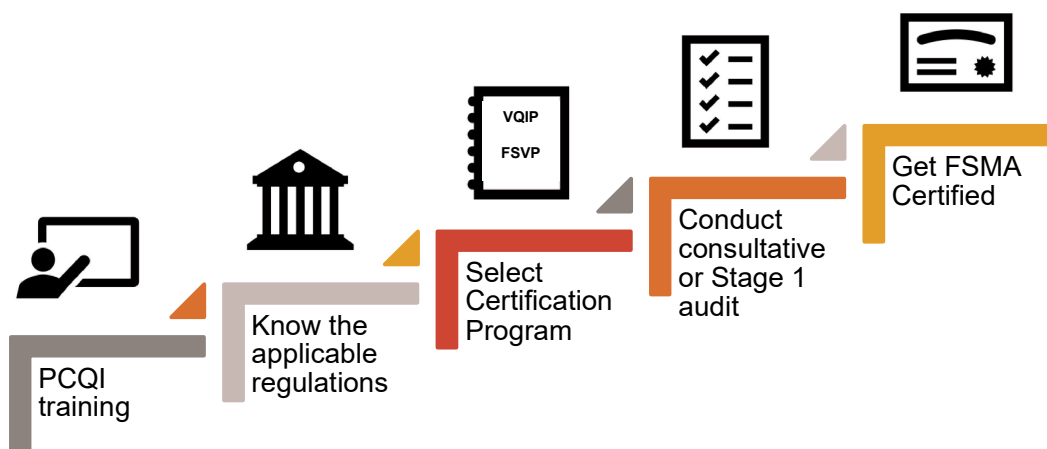 PCQI
training
Know the
applicable
regulations
VQIP
FSVP
Select
Certification
Program
Conduct
consultative
or Stage 1
audit
Get FSMA
Certified